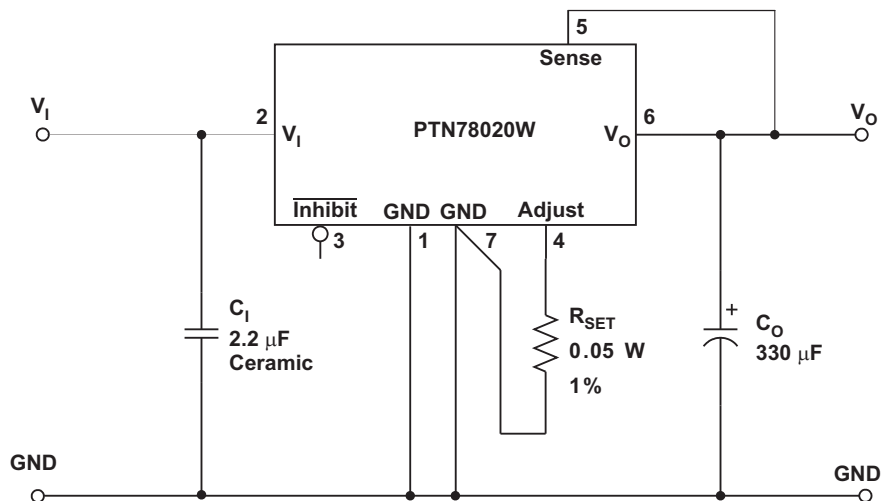 5
Sense
V_I
2
V_I
PTN78020W
V_O
6
V_O
Inhibit
GND
GND
Adjust
3
1
7
4
C_I
2.2 μF
Ceramic
R_SET
0.05 W
1%
+
C_O
330 μF
GND
GND